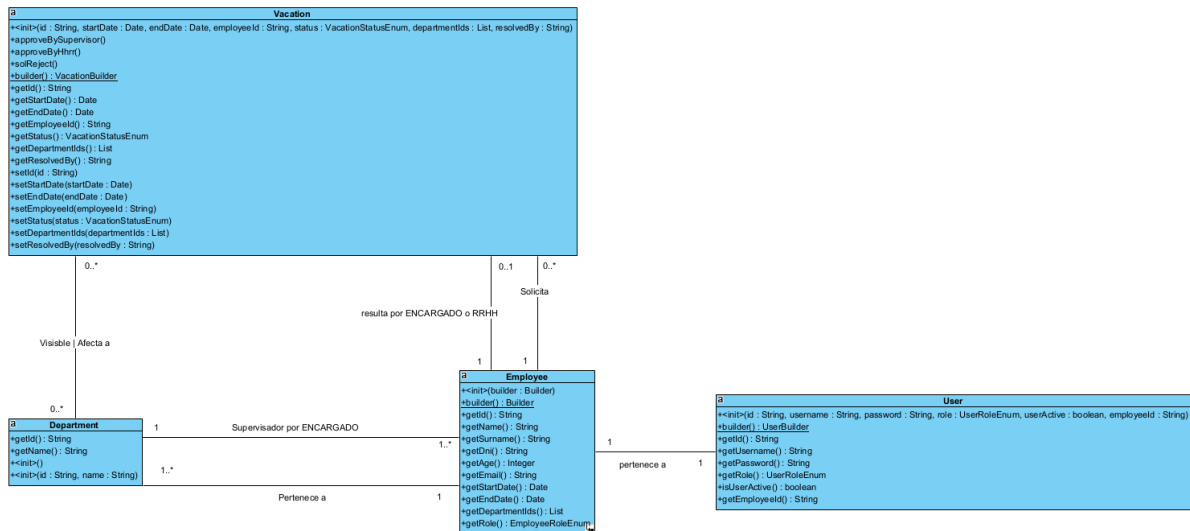 a
Vacation
+<init>(id : String, startDate : Date, endDate : Date, employeeId : String, status : VacationStatusEnum, departmentIds : List, resolvedBy : String)
+approveBySupervisor()
+approveByHhrr()
+solReject()
+builder() : VacationBuilder
+getId() : String
+getStartDate() : Date
+getEndDate() : Date
+getEmployeeId() : String
+getStatus() : VacationStatusEnum
+getDepartmentIds() : List
+getResolvedBy() : String
+setId(id : String)
+setStartDate(startDate : Date)
+setEndDate(endDate : Date)
+setEmployeeId(employeeId : String)
+setStatus(status : VacationStatusEnum)
+setDepartmentIds(departmentIds : List)
+setResolvedBy(resolvedBy : String)
0..*
0..1
0..*
Solicita
resulta por ENCARGADO o RRHH
Visisble | Afecta a
1
1
0..*
a
Department
+getId() : String
+getName() : String
+<init>()
+<init>(id : String, name : String)
1
Supervisador por ENCARGADO
1..*
1..*
Pertenece a
1
a
Employee
+<init>(builder : Builder)
+builder() : Builder
+getId() : String
+getName() : String
+getSurname() : String
+getDni() : String
+getAge() : Integer
+getEmail() : String
+getStartDate() : Date
+getEndDate() : Date
+getDepartmentIds() : List
+getRole() : EmployeeRoleEnum
1
pertenece a
1
a
User
+<init>(id : String, username : String, password : String, role : UserRoleEnum, userActive : boolean, employeeId : String)
+builder() : UserBuilder
+getId() : String
+getUsername() : String
+getPassword() : String
+getRole() : UserRoleEnum
+isUserActive() : boolean
+getEmployeeId() : String